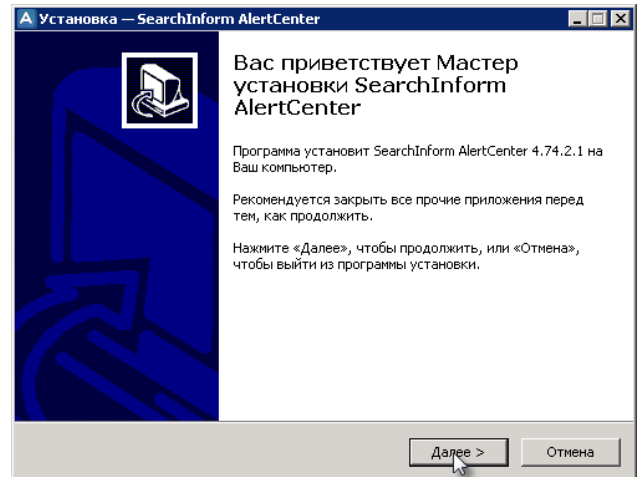 Установка — SearchInform AlertCenter
Вас приветствует Мастер
установки SearchInform
AlertCenter
Программа установит SearchInform AlertCenter 4.74.2.1 на
Ваш компьютер.
Рекомендуется закрыть все прочие приложения перед
тем, как продолжить.
Нажмите «Далее», чтобы продолжить, или «Отмена»,
чтобы выйти из программы установки.
Далее >
Отмена